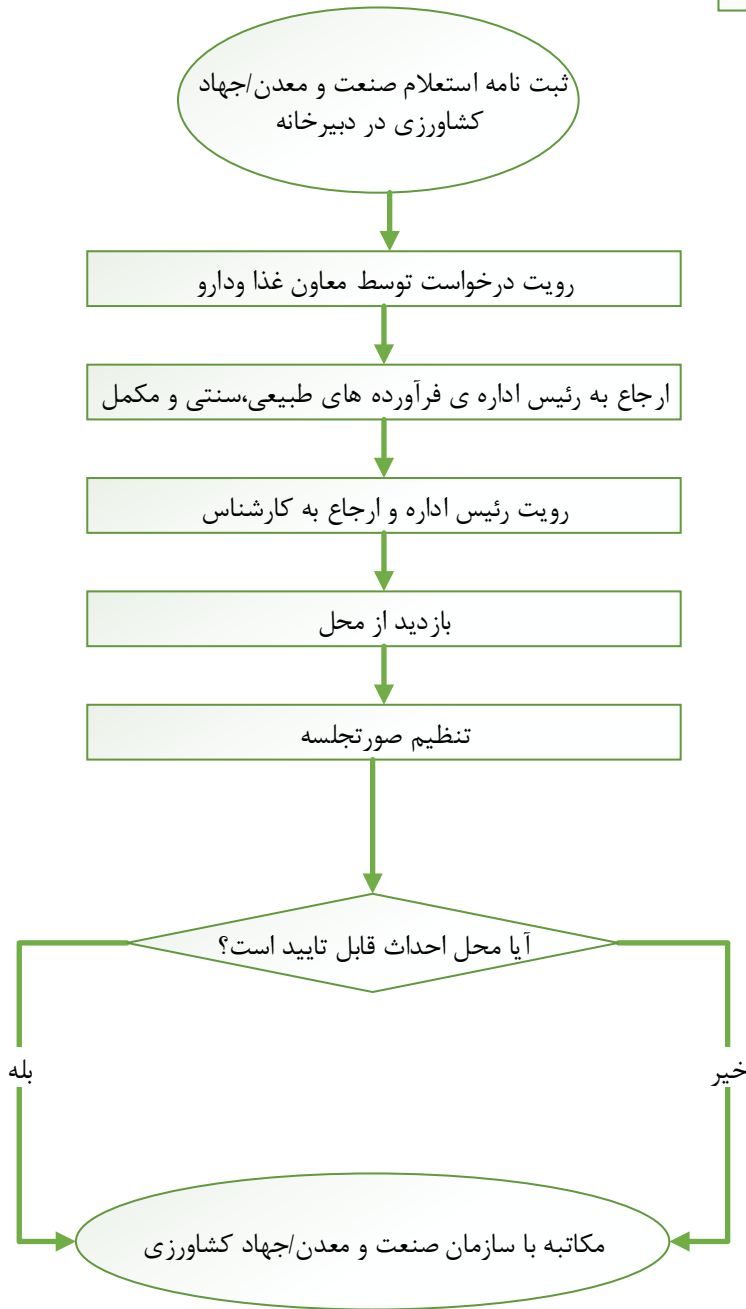 ثبت نامه استعلام صنعت و معدن/جهاد
کشاورزی در دبیرخانه
رویت درخواست توسط معاون غذا ودارو
ارجاع به رئیس اداره ی فرآورده های طبیعی،سنتی و مکمل
رویت رئیس اداره و ارجاع به کارشناس
بازدید از محل
تنظیم صورتجلسه
آیا محل احداث قابل تایید است؟
بله
خیر
مکاتبه با سازمان صنعت و معدن/جهاد کشاورزی